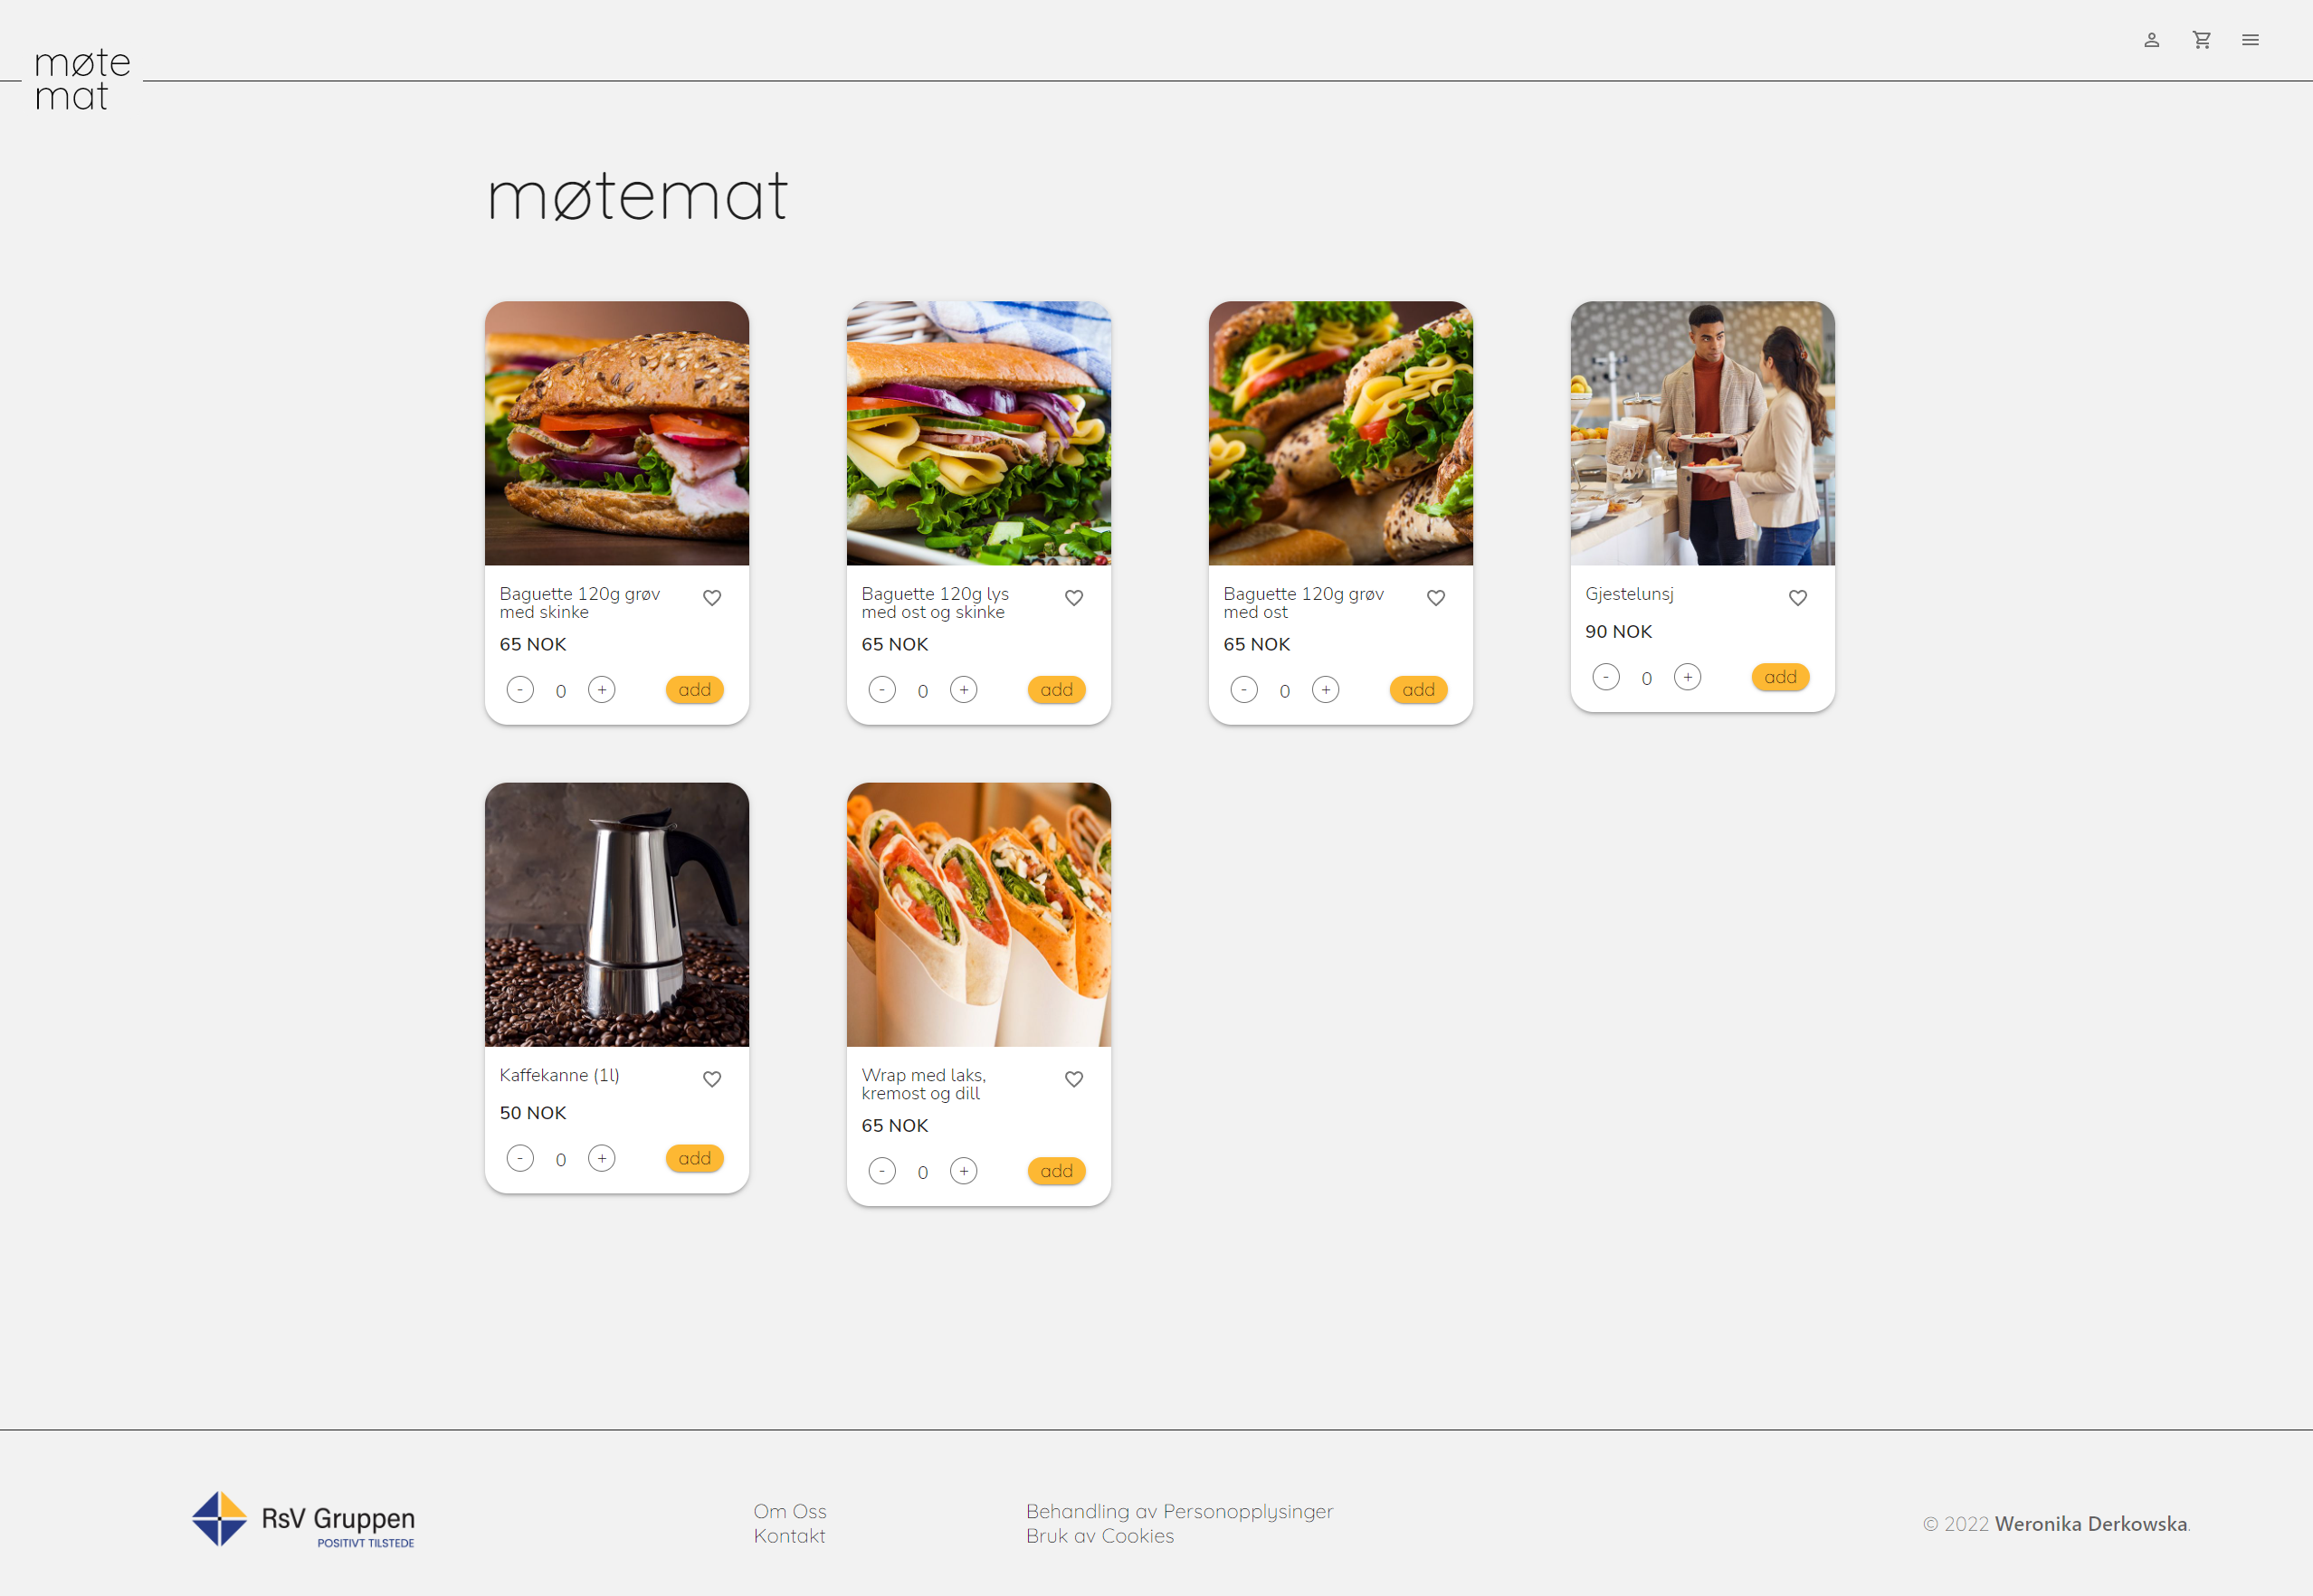 møte
mat
møtemat
Baguette 120g grøv
med skinke
65 NOK
- 0 + add
Baguette 120g lys
med ost og skinke
65 NOK
- 0 + add
Baguette 120g grøv
med ost
65 NOK
- 0 + add
Gjestelunsj
90 NOK
- 0 + add
Kaffekanne (1l)
50 NOK
- 0 + add
Wrap med laks,
kremost og dill
65 NOK
- 0 + add
RsV Gruppen
POSITIVT TILSTEDE
Om Oss
Kontakt
Behandling av Personopplysinger
Bruk av Cookies
© 2022 Weronika Derkowska.